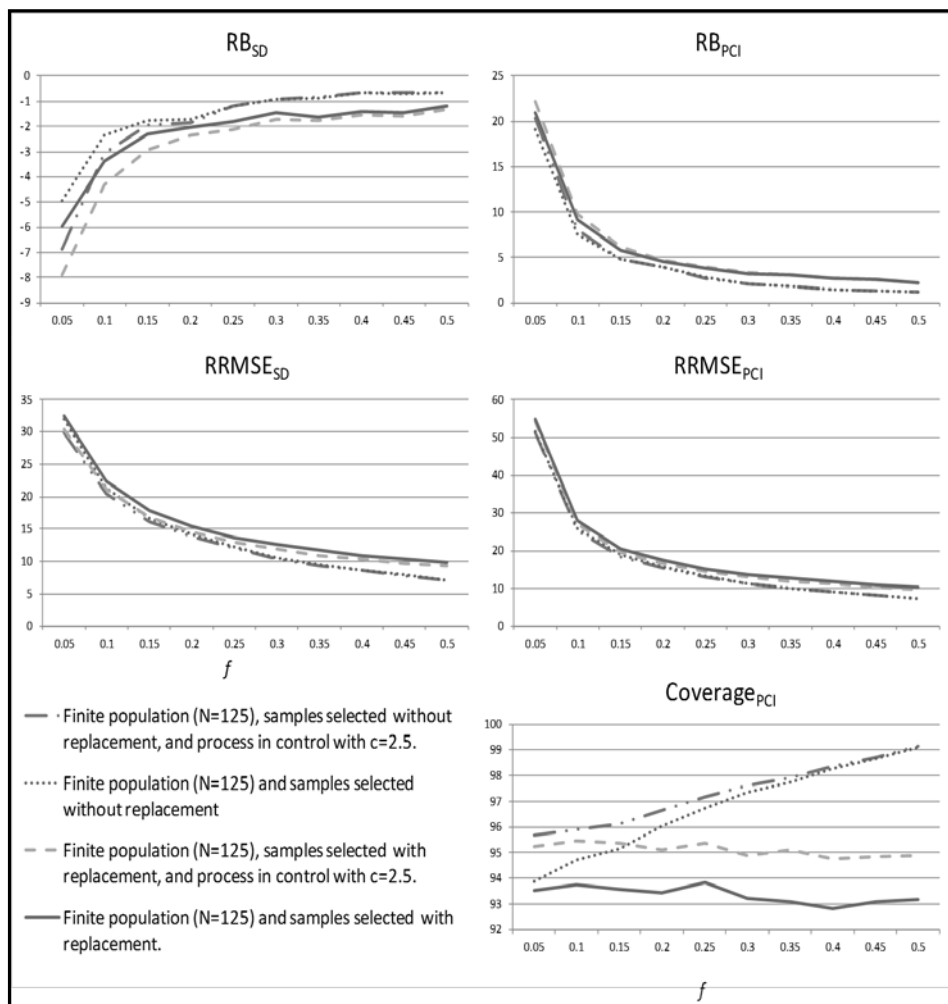 RB_SD
0
-1
-2
-3
-4
-5
-6
-7
-8
-9
0.05 0.1 0.15 0.2 0.25 0.3 0.35 0.4 0.45 0.5
RB_PCI
25
20
15
10
5
0
0.05 0.1 0.15 0.2 0.25 0.3 0.35 0.4 0.45 0.5
RRMSE_SD
35
30
25
20
15
10
5
0
0.05 0.1 0.15 0.2 0.25 0.3 0.35 0.4 0.45 0.5
f
RRMSE_PCI
60
50
40
30
20
10
0
0.05 0.1 0.15 0.2 0.25 0.3 0.35 0.4 0.45 0.5
Finite population (N=125), samples selected without
replacement, and process in control with c=2.5.
Finite population (N=125) and samples selected
without replacement
Finite population (N=125), samples selected with
replacement, and process in control with c=2.5.
Finite population (N=125) and samples selected with
replacement.
Coverage_PCI
100
99
98
97
96
95
94
93
92
0.05 0.1 0.15 0.2 0.25 0.3 0.35 0.4 0.45 0.5
f